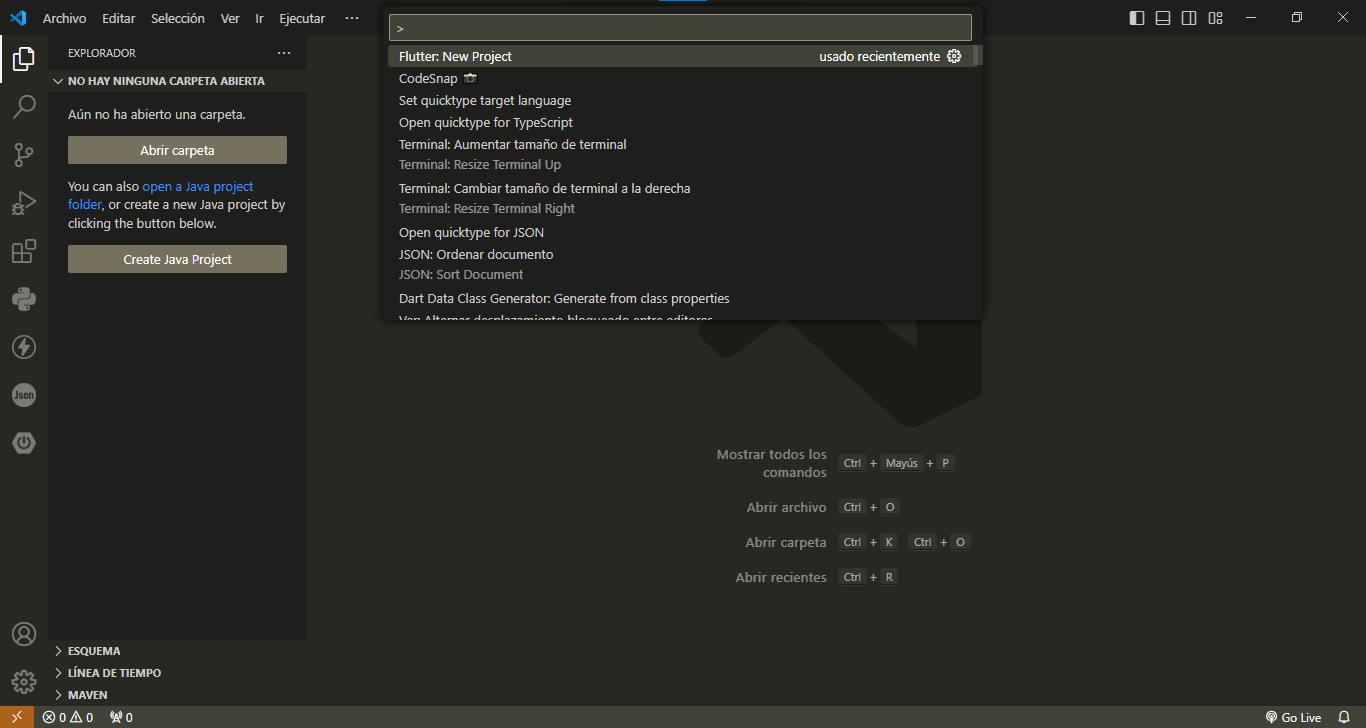 Archivo Editar Selección Ver Ir Ejecutar ···
>
Flutter: New Project usado recientemente
CodeSnap
Set quicktype target language
Open quicktype for TypeScript
Terminal: Aumentar tamaño de terminal
Terminal: Resize Terminal Up
Terminal: Cambiar tamaño de terminal a la derecha
Terminal: Resize Terminal Right
Open quicktype for JSON
JSON: Ordenar documento
JSON: Sort Document
Dart Data Class Generator: Generate from class properties
Ver: Alternar desplazamiento bloqueado entre editores
EXPLORADOR ···
NO HAY NINGUNA CARPETA ABIERTA
Aún no ha abierto una carpeta.
Abrir carpeta
You can also open a Java project
folder, or create a new Java project by
clicking the button below.
Create Java Project
Json
Mostrar todos los
comandos Ctrl + Mayús + P
Abrir archivo Ctrl + O
Abrir carpeta Ctrl + K Ctrl + O
Abrir recientes Ctrl + R
ESQUEMA
LÍNEA DE TIEMPO
MAVEN
0 0 0 Go Live